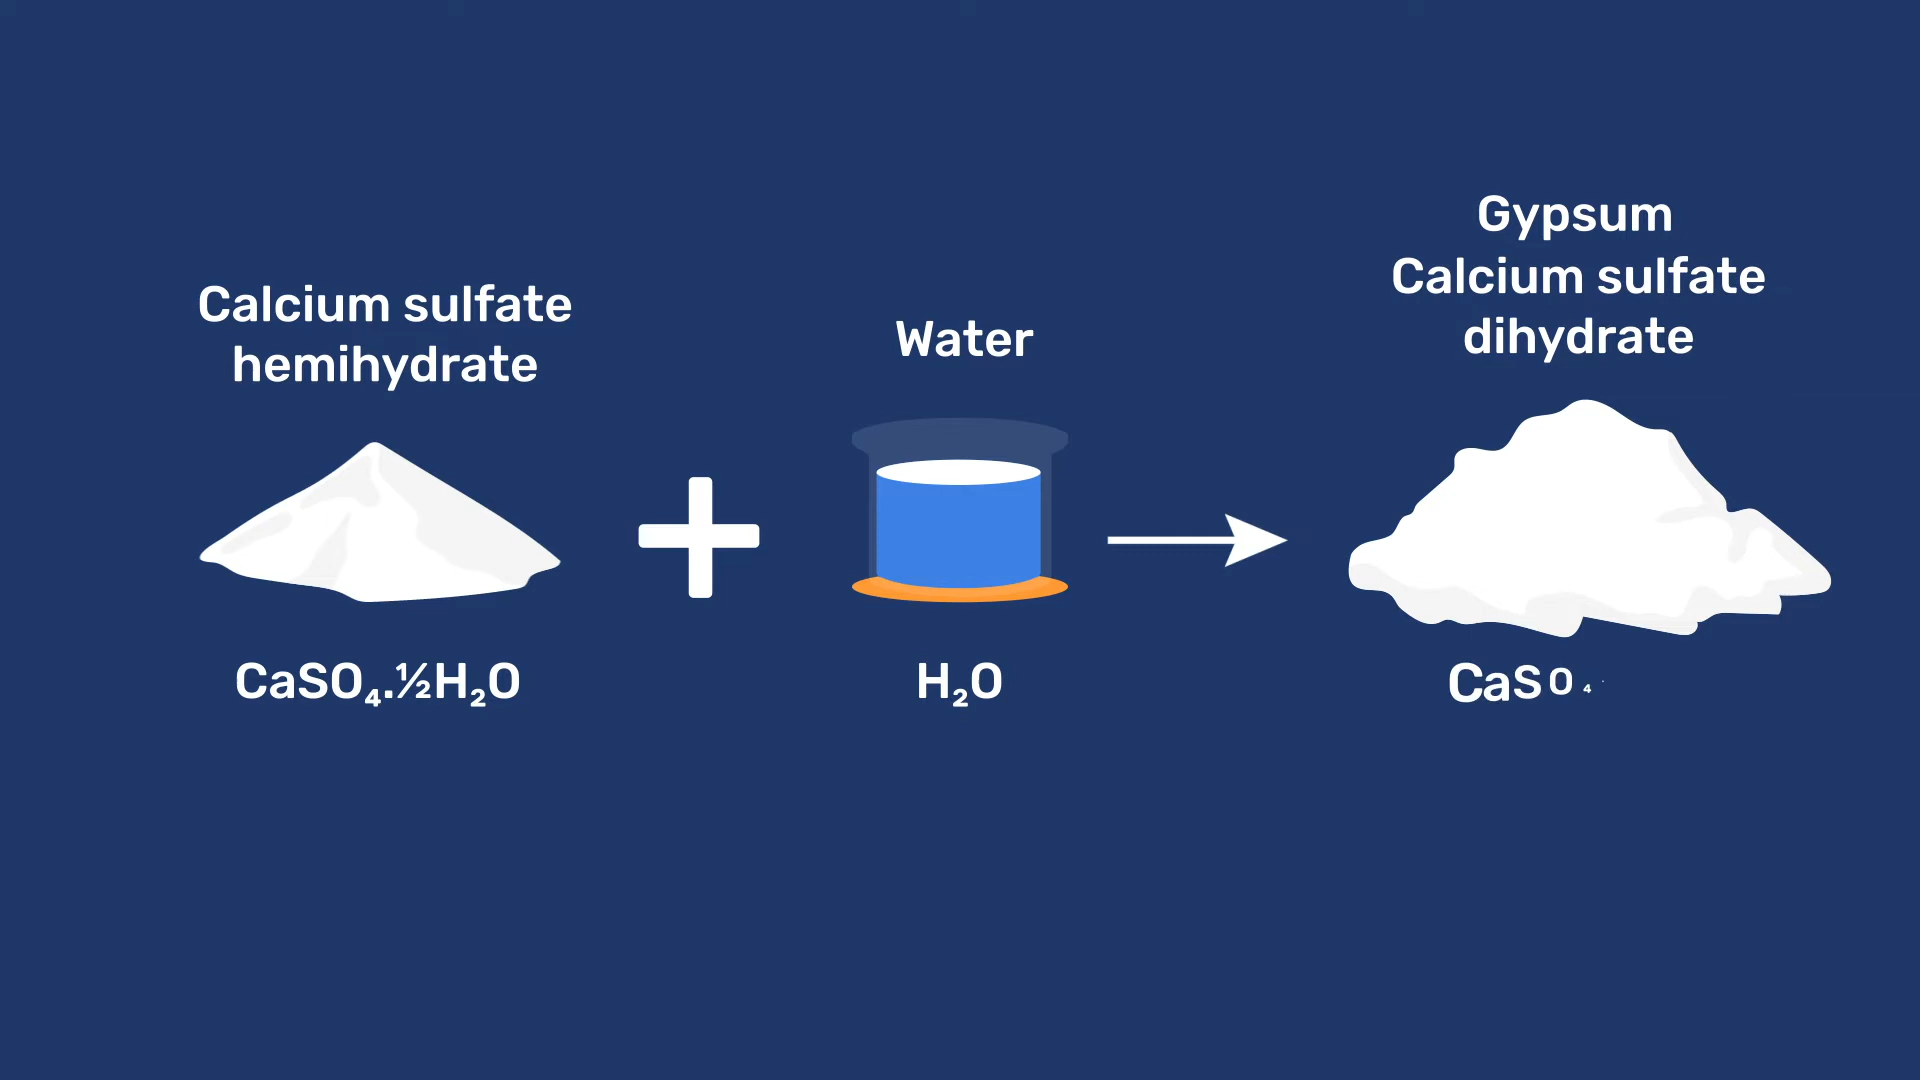 Calcium sulfate
hemihydrate
CaSO₄.½H₂O
Water
H₂O
Gypsum
Calcium sulfate
dihydrate
CaSO₄.